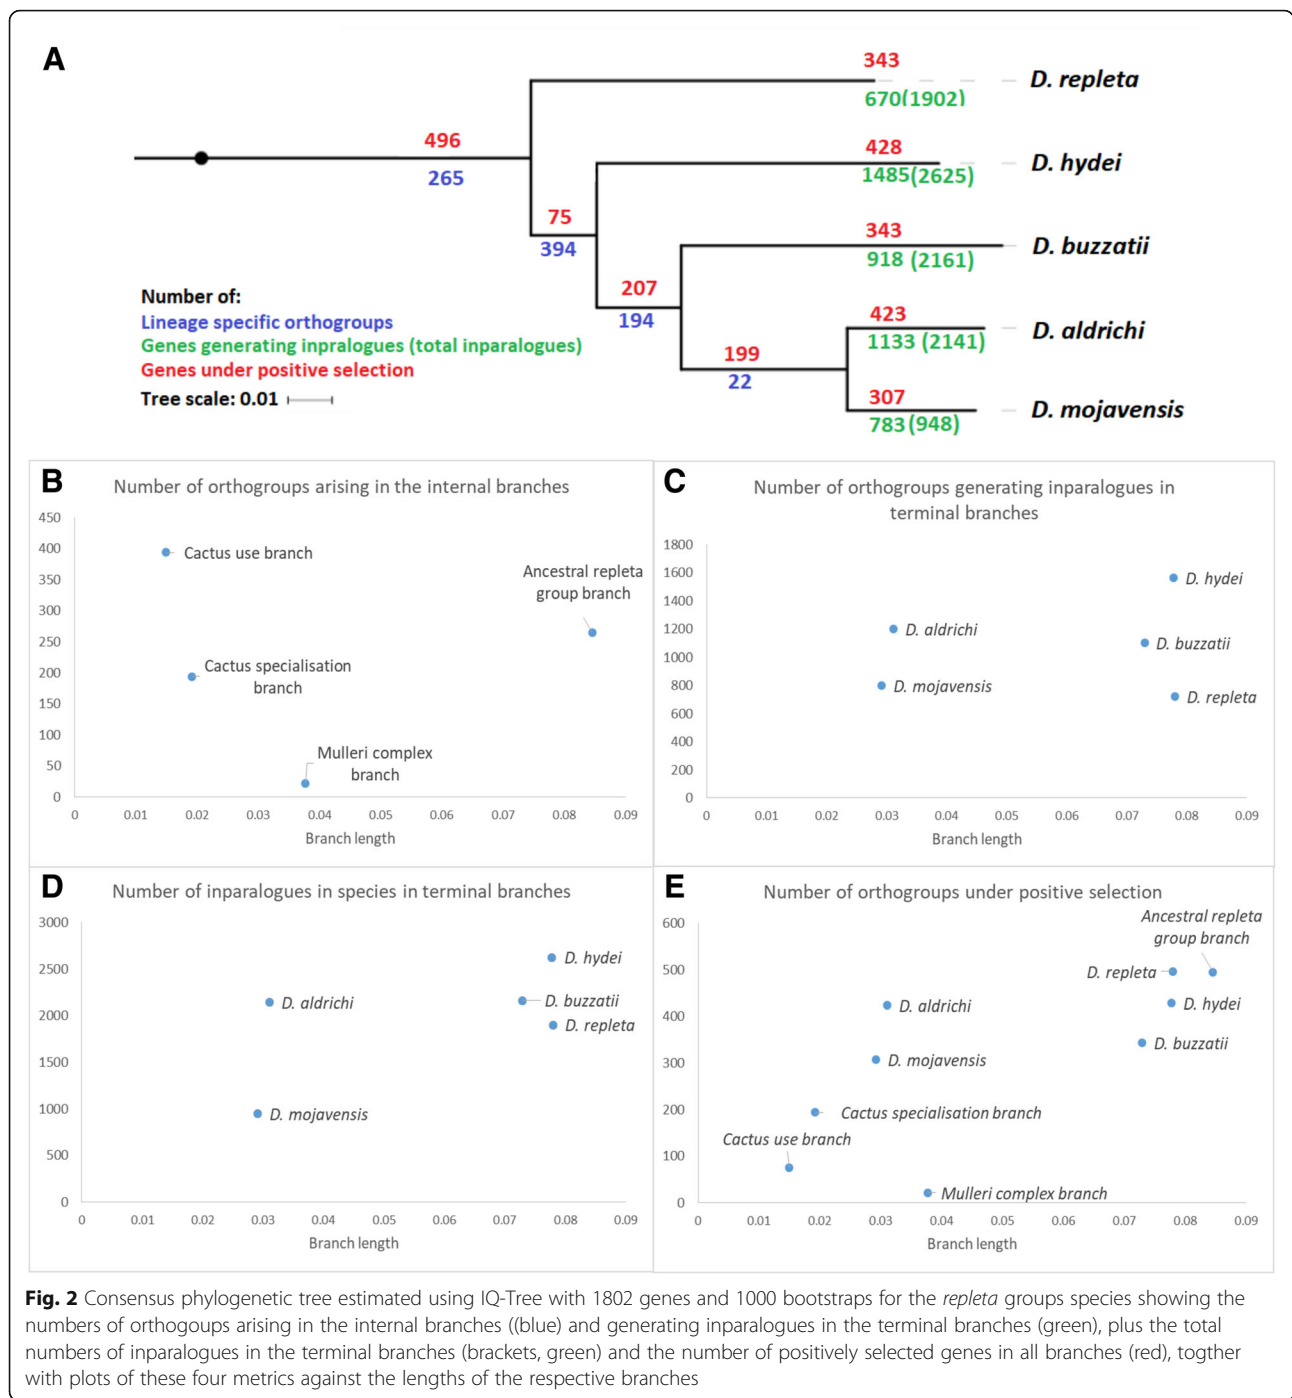 A
343
670(1902)
D. repleta
496
265
428
1485(2625)
D. hydei
75
394
343
918 (2161)
D. buzzatii
207
194
423
1133 (2141)
D. aldrichi
199
22
307
783(948)
D. mojavensis
Number of:
Lineage specific orthogroups
Genes generating inpralogues (total inparalogues)
Genes under positive selection
Tree scale: 0.01
B
Number of orthogroups arising in the internal branches
450
400
350
300
250
200
150
100
50
0
Cactus use branch
Ancestral repleta
group branch
Cactus specialisation
branch
Mulleri complex
branch
0 0.01 0.02 0.03 0.04 0.05 0.06 0.07 0.08 0.09
Branch length
C
Number of orthogroups generating inparalogues in
terminal branches
1800
1600
1400
1200
1000
800
600
400
200
0
D. hydei
D. aldrichi
D. buzzatii
D. mojavensis
D. repleta
0 0.01 0.02 0.03 0.04 0.05 0.06 0.07 0.08 0.09
Branch length
D
Number of inparalogues in species in terminal branches
3000
2500
2000
1500
1000
500
0
D. hydei
D. aldrichi
D. buzzatii
D. repleta
D. mojavensis
0 0.01 0.02 0.03 0.04 0.05 0.06 0.07 0.08 0.09
Branch length
E
Number of orthogroups under positive selection
600
500
400
300
200
100
0
Ancestral repleta
group branch
D. repleta
D. aldrichi
D. hydei
D. buzzatii
D. mojavensis
Cactus specialisation branch
Cactus use branch
Mulleri complex branch
0 0.01 0.02 0.03 0.04 0.05 0.06 0.07 0.08 0.09
Branch length
Fig. 2 Consensus phylogenetic tree estimated using IQ-Tree with 1802 genes and 1000 bootstraps for the repleta groups species showing the
numbers of orthogoups arising in the internal branches ((blue) and generating inparalogues in the terminal branches (green), plus the total
numbers of inparalogues in the terminal branches (brackets, green) and the number of positively selected genes in all branches (red), togther
with plots of these four metrics against the lengths of the respective branches